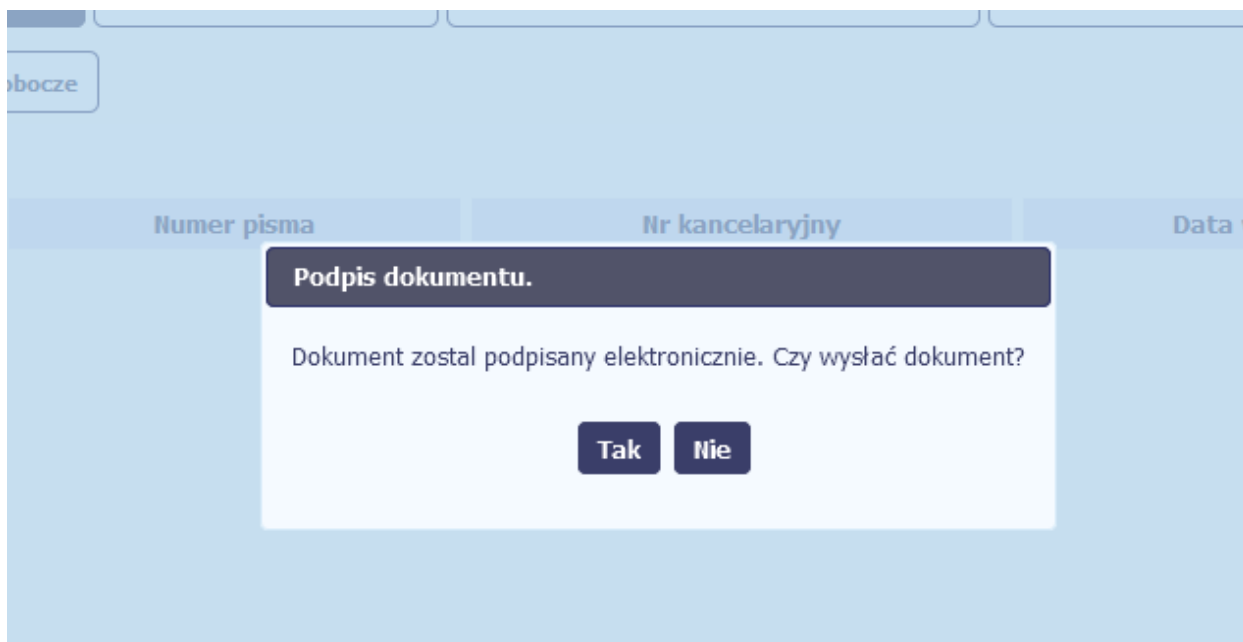 obocze
Numer pisma Nr kancelaryjny Data
Podpis dokumentu.
Dokument zostal podpisany elektronicznie. Czy wysłać dokument?
Tak Nie